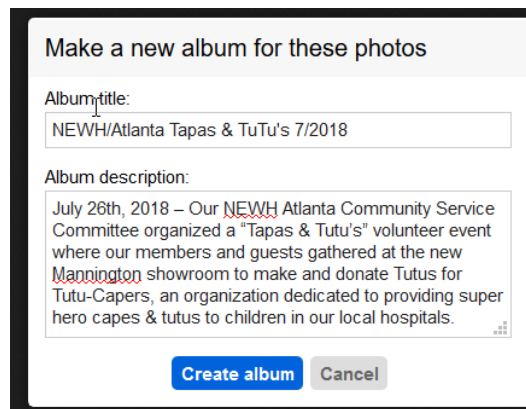 Make a new album for these photos
Album title:
NEWH/Atlanta Tapas & TuTu's 7/2018
Album description:
July 26th, 2018 – Our NEWH Atlanta Community Service
Committee organized a “Tapas & Tutu’s” volunteer event
where our members and guests gathered at the new
Mannington showroom to make and donate Tutus for
Tutu-Capers, an organization dedicated to providing super
hero capes & tutus to children in our local hospitals.
Create album Cancel